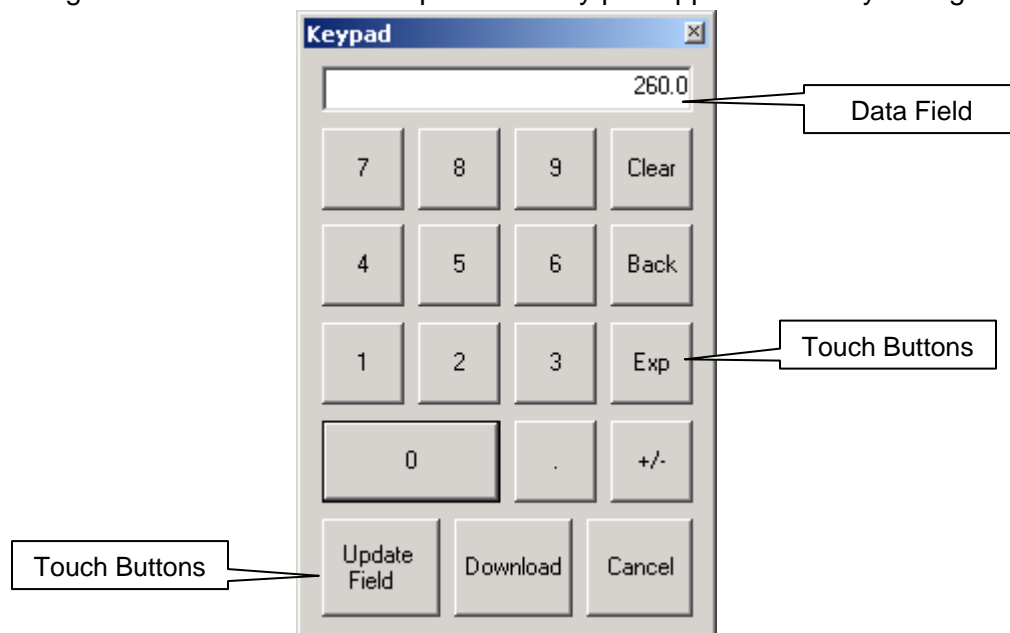 Keypad
260.0
Data Field
7 8 9 Clear
4 5 6 Back
1 2 3 Exp
Touch Buttons
0 . +/-
Touch Buttons
Update
Field
Download
Cancel